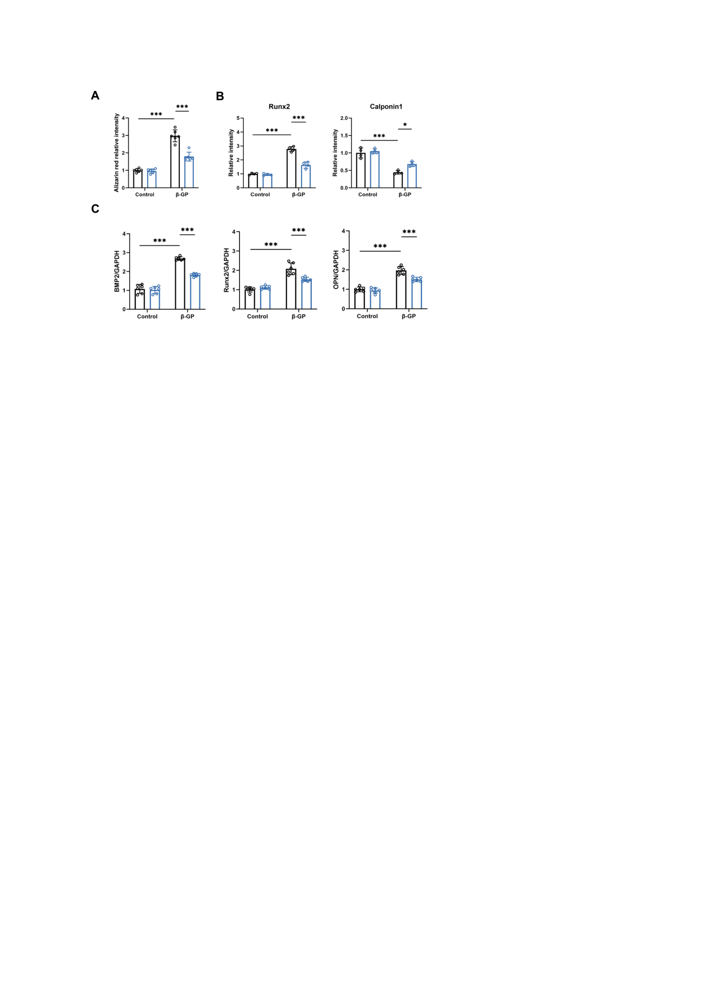 A
Alizarin red relative intensity
4
3
2
1
0
***
***
Control
β-GP
B
Runx2
Relative intensity
5
4
3
2
1
0
***
***
Control
β-GP
Calponin1
Relative intensity
2.0
1.5
1.0
0.5
0.0
***
*
Control
β-GP
C
BMP2/GAPDH
4
3
2
1
0
***
***
Control
β-GP
Runx2/GAPDH
4
3
2
1
0
***
***
Control
β-GP
OPN/GAPDH
4
3
2
1
0
***
***
Control
β-GP